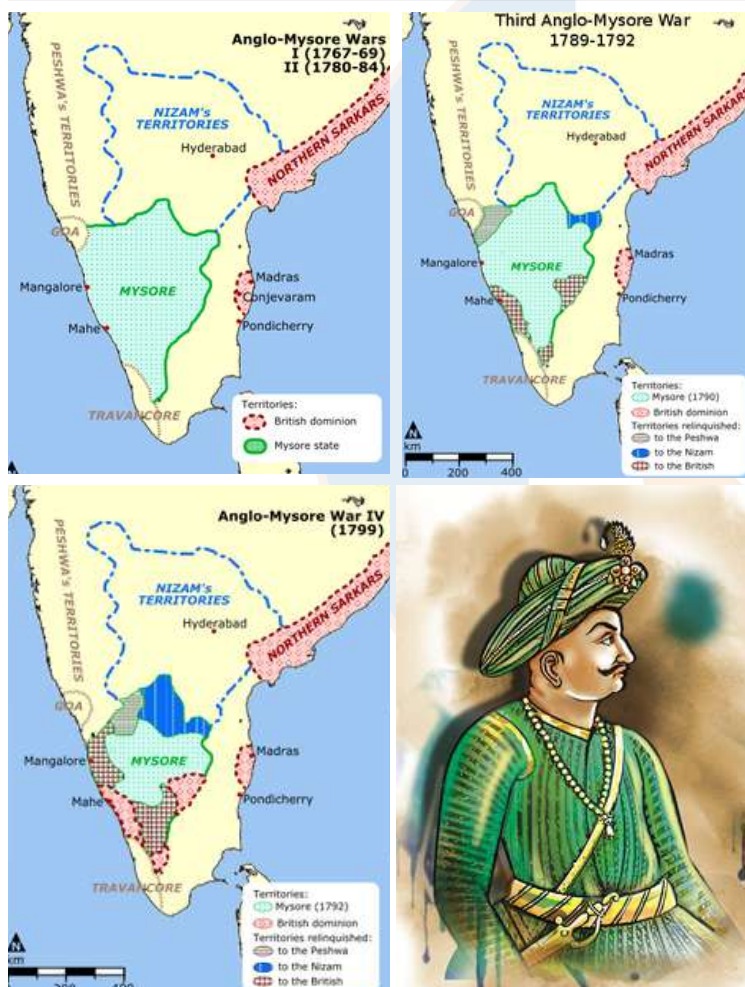 Anglo-Mysore Wars
I (1767-69)
II (1780-84)
PESHWA's TERRITORIES
NIZAM's
TERRITORIES
Hyderabad
NORTHERN SARKARS
GOA
Mangalore
MYSORE
Madras
Conjevaram
Mahe
Pondicherry
TRAVANCORE
Territories:
British dominion
Mysore state
N
km
Third Anglo-Mysore War
1789-1792
PESHWA's TERRITORIES
NIZAM's
TERRITORIES
Hyderabad
NORTHERN SARKARS
GOA
Mangalore
MYSORE
Madras
Mahe
Pondicherry
TRAVANCORE
N
km
0 200 400
Territories:
Mysore (1790)
British dominion
Territories relinquished:
to the Peshwa
to the Nizam
to the British
Anglo-Mysore War IV
(1799)
PESHWA's TERRITORIES
NIZAM's
TERRITORIES
Hyderabad
NORTHERN SARKARS
GOA
Mangalore
MYSORE
Madras
Mahe
Pondicherry
TRAVANCORE
N
km
Territories:
Mysore (1792)
British dominion
Territories relinquished:
to the Peshwa
to the Nizam
to the British